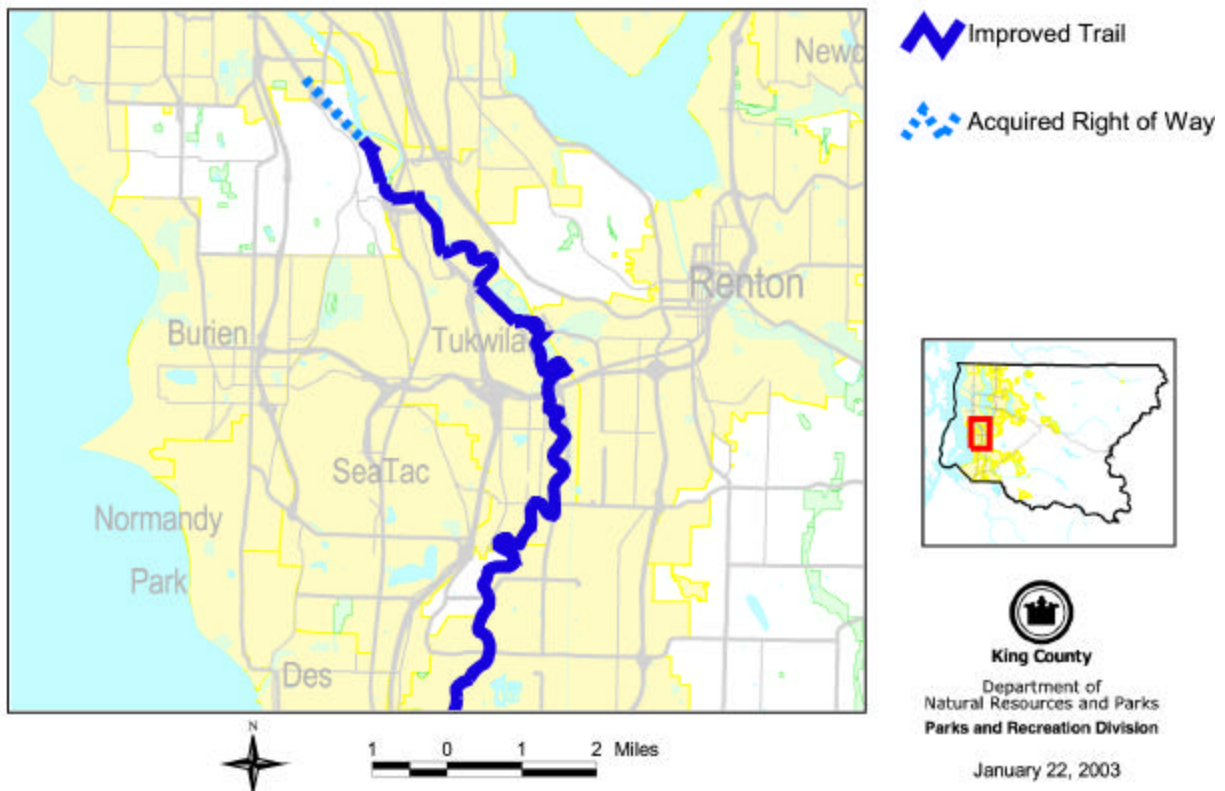 Improved Trail
Acquired Right of Way
Newc
Renton
Burien
Tukwila
SeaTac
Normandy
Park
Des
King County
Department of
Natural Resources and Parks
Parks and Recreation Division
January 22, 2003
N
1 0 1 2 Miles